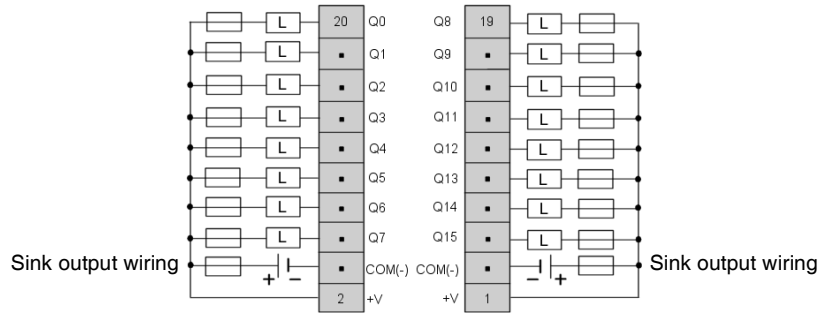 L 20 Q0 Q8 19 L
L Q1 Q9 L
L Q2 Q10 L
L Q3 Q11 L
L Q4 Q12 L
L Q5 Q13 L
L Q6 Q14 L
L Q7 Q15 L
Sink output wiring + - COM(-) COM(-) - + Sink output wiring
2 +V +V 1